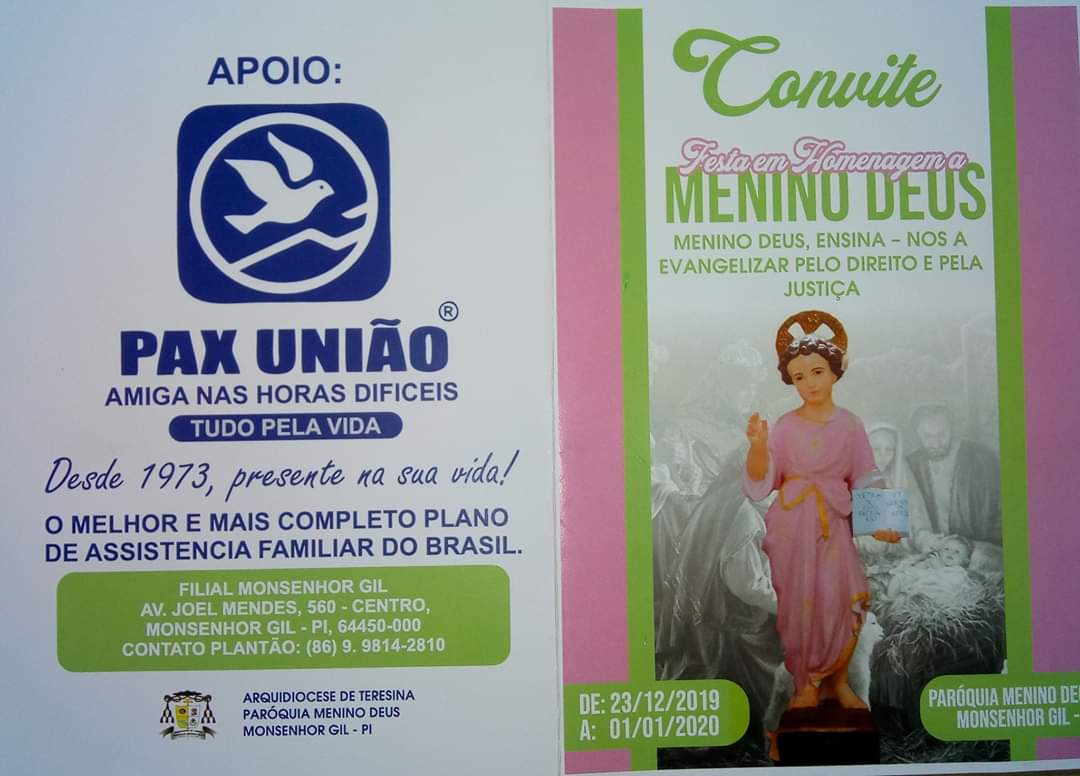 APOIO:
®
PAX UNIÃO
AMIGA NAS HORAS DIFICEIS
TUDO PELA VIDA
Desde 1973, presente na sua vida!
O MELHOR E MAIS COMPLETO PLANO
DE ASSISTENCIA FAMILIAR DO BRASIL.
FILIAL MONSENHOR GIL
AV. JOEL MENDES, 560 - CENTRO,
MONSENHOR GIL - PI, 64450-000
CONTATO PLANTÃO: (86) 9. 9814-2810
ARQUIDIOCESE DE TERESINA
PARÓQUIA MENINO DEUS
MONSENHOR GIL - PI
Convite
Festa em Homenagem a
MENINO DEUS
MENINO DEUS, ENSINA – NOS A
EVANGELIZAR PELO DIREITO E PELA
JUSTIÇA
DE: 23/12/2019
A: 01/01/2020
PARÓQUIA MENINO DE
MONSENHOR GIL -